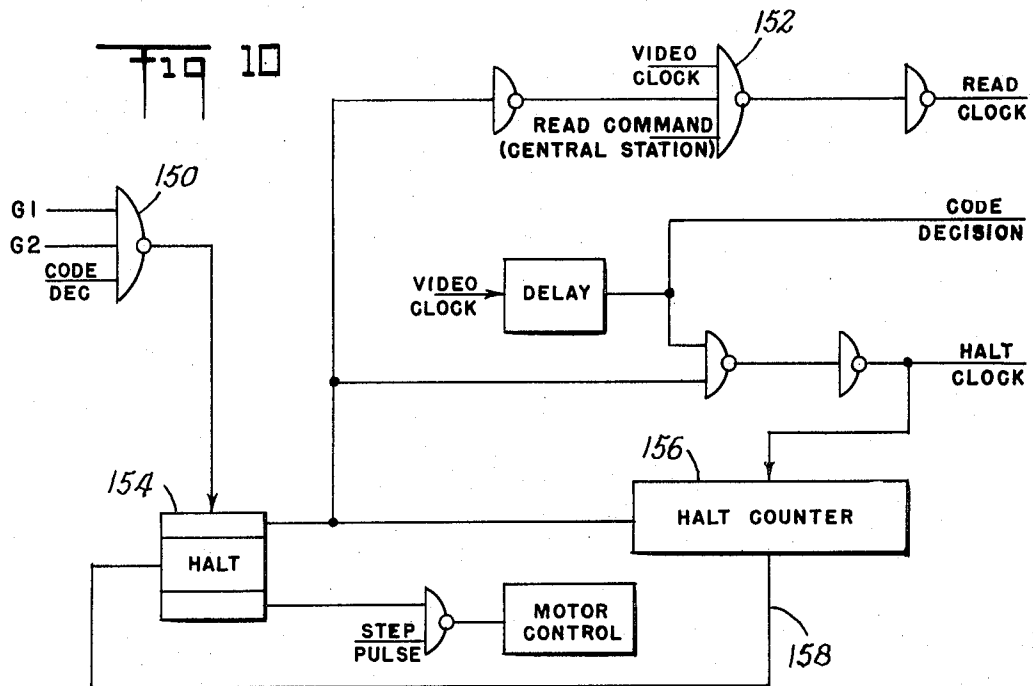 Fig 10
152
VIDEO
CLOCK
READ COMMAND
(CENTRAL STATION)
READ
CLOCK
150
G1
G2
CODE
DEC
CODE
DECISION
VIDEO
CLOCK
DELAY
HALT
CLOCK
156
154
HALT COUNTER
HALT
STEP
PULSE
MOTOR
CONTROL
158